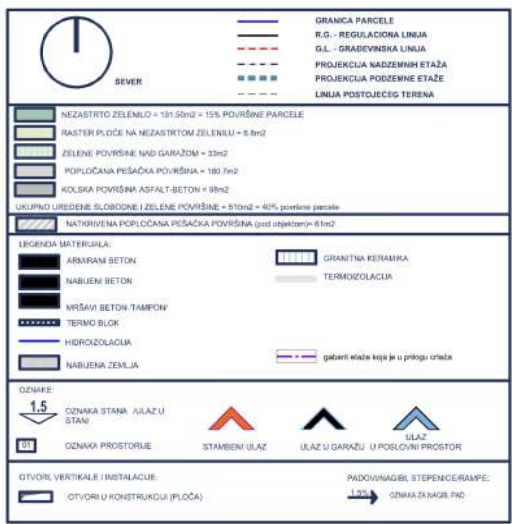 GRANICA PARCELE
R.G. - REGULACIONA LINIJA
G.L. - GRAĐEVINSKA LINIJA
PROJEKCIJA NADZEMNIH ETAŽA
PROJEKCIJA PODZEMNE ETAŽE
LINIJA POSTOJEĆEG TERENA
SEVER
NEZASTRTO ZELENILO = 191.50m2 = 15% POVRŠINE PARCELE
RASTER PLOČE NA NEZASTRTOM ZELENILU = 6.8m2
ZELENE POVRŠINE NAD GARAŽOM = 33m2
POPLOČANA PEŠAČKA POVRŠINA = 180.7m2
KOLSKA POVRŠINA ASFALT-BETON = 98m2
UKUPNO UREĐENE SLOBODNE I ZELENE POVRŠINE = 510m2 = 40% površine parcele
NATKRIVENA POPLOČANA PEŠAČKA POVRŠINA (pod objektom)= 61m2
LEGENDA MATERIJALA:
ARMIRANI BETON
NABIJENI BETON
MRŠAVI BETON /TAMPON/
TERMO BLOK
HIDROIZOLACIJA
NABIJENA ZEMLJA
GRANITNA KERAMIKA
TERMOIZOLACIJA
gabarit etaže koja je u prilogu crteža
OZNAKE:
1.5
OZNAKA STANA /ULAZ U
STAN/
01
OZNAKA PROSTORIJE
STAMBENI ULAZ
ULAZ U GARAŽU
ULAZ
U POSLOVNI PROSTOR
OTVORI, VERTIKALE I INSTALACIJE:
OTVORI U KONSTRUKCIJI (PLOČA)
PADOVI/NAGIBI, STEPENICE/RAMPE:
1.0%
OZNAKA ZA NAGIB, PAD